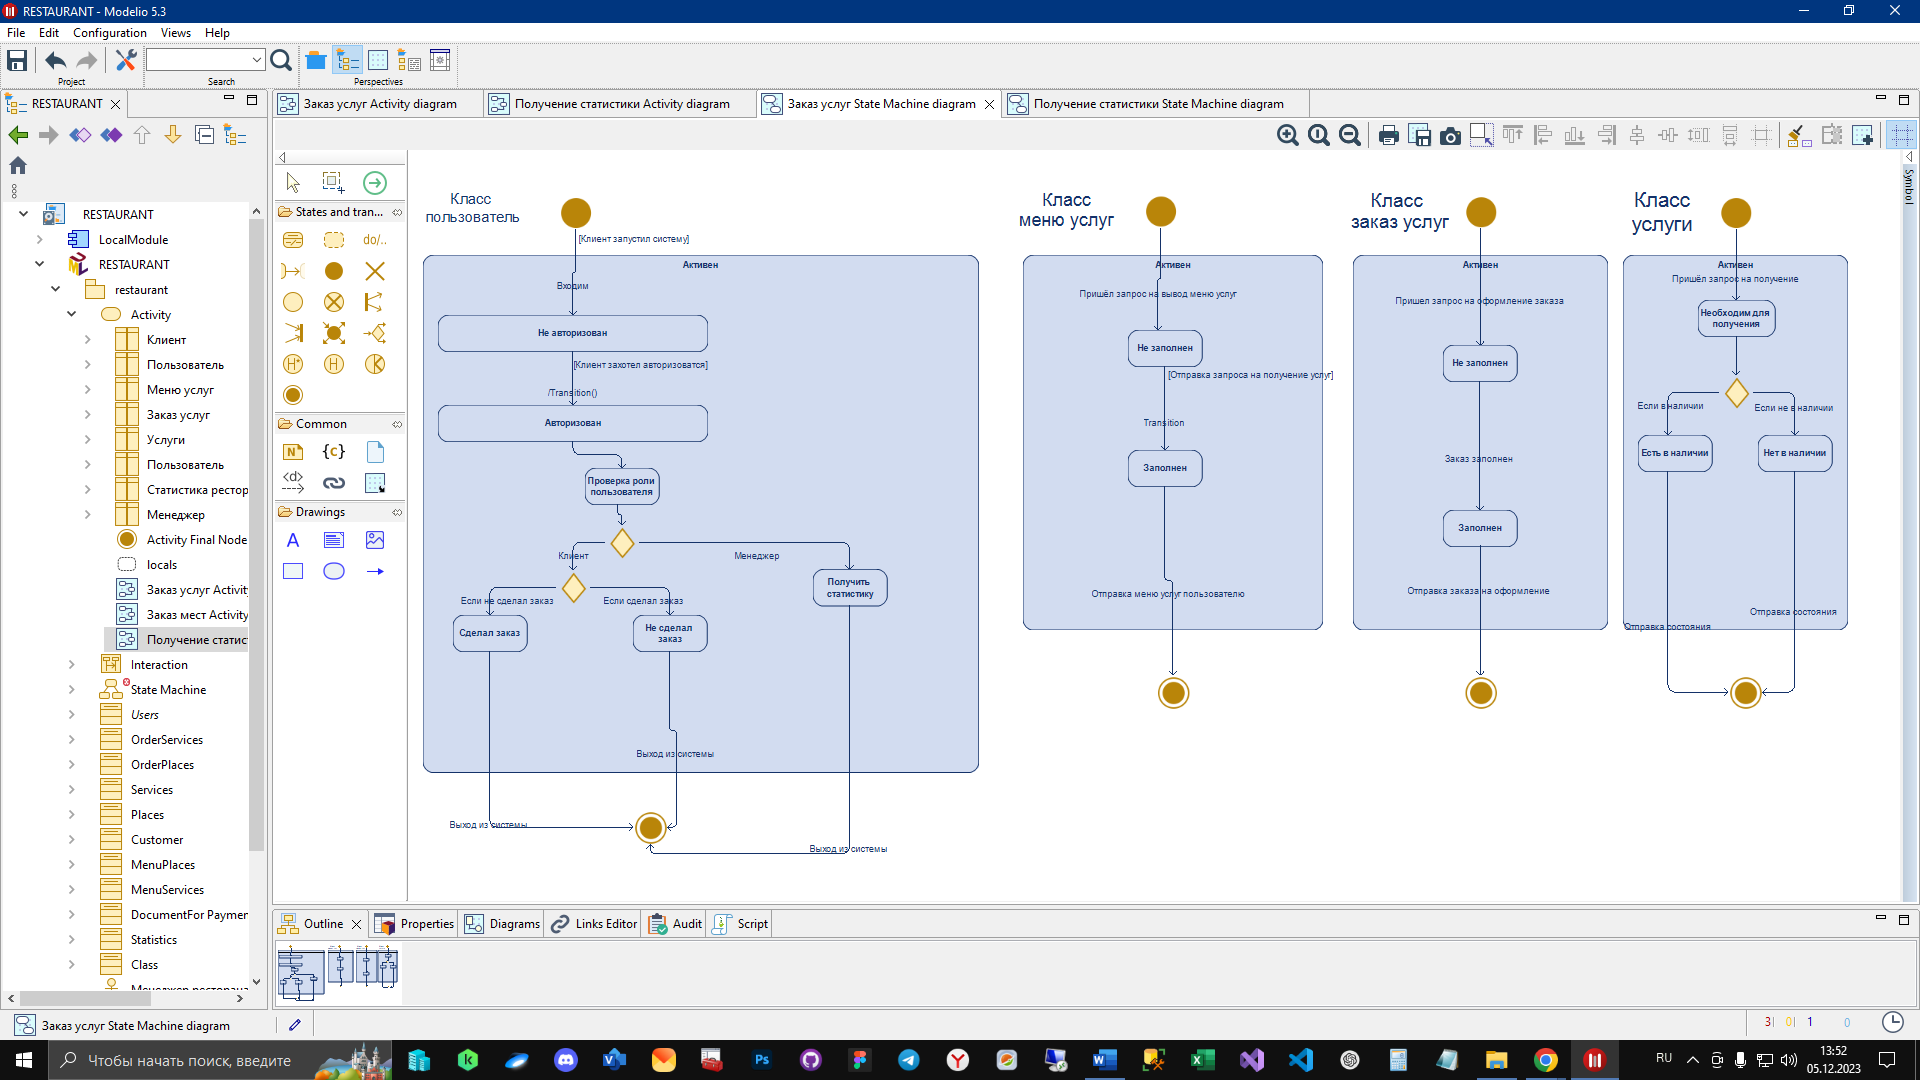 RESTAURANT - Modelio 5.3
File Edit Configuration Views Help
Project Search Perspectives
RESTAURANT
Заказ услуг Activity diagram
Получение статистики Activity diagram
Заказ услуг State Machine diagram
Получение статистики State Machine diagram
RESTAURANT
LocalModule
RESTAURANT
restaurant
Activity
Клиент
Пользователь
Меню услуг
Заказ услуг
Услуги
Пользователь
Статистика рестор
Менеджер
Activity Final Node
locals
Заказ услуг Activit
Заказ мест Activity
Получение статис
Interaction
State Machine
Users
OrderServices
OrderPlaces
Services
Places
Customer
MenuPlaces
MenuServices
DocumentFor Paymer
Statistics
Class
Менеджер ресторана
States and tran...
do/..
H*
H
Common
N
{c}
<d>
Drawings
A
Symbol
Класс
пользователь
[Клиент запустил систему]
Активен
Входим
Не авторизован
[Клиент захотел авторизоватся]
/Transition()
Авторизован
Проверка роли
пользователя
Клиент
Менеджер
Получить
статистику
Если не сделал заказ
Если сделал заказ
Сделал заказ
Не сделал
заказ
Выход из системы
Выход из системы
Выход из системы
Класс
меню услуг
Активен
Пришёл запрос на вывод меню услуг
Не заполнен
[Отправка запроса на получение услуг]
Transition
Заполнен
Отправка меню услуг пользователю
Класс
заказ услуг
Активен
Пришел запрос на оформление заказа
Не заполнен
Заказ заполнен
Заполнен
Отправка заказа на оформление
Класс
услуги
Активен
Пришёл запрос на получение
Необходим для
получения
Если в наличии
Если не в наличии
Есть в наличии
Нет в наличии
Отправка состояния
Отправка состояния
Outline
Properties
Diagrams
Links Editor
Audit
Script
Заказ услуг State Machine diagram
3 0 1 0
Чтобы начать поиск, введите
RU
13:52
05.12.2023